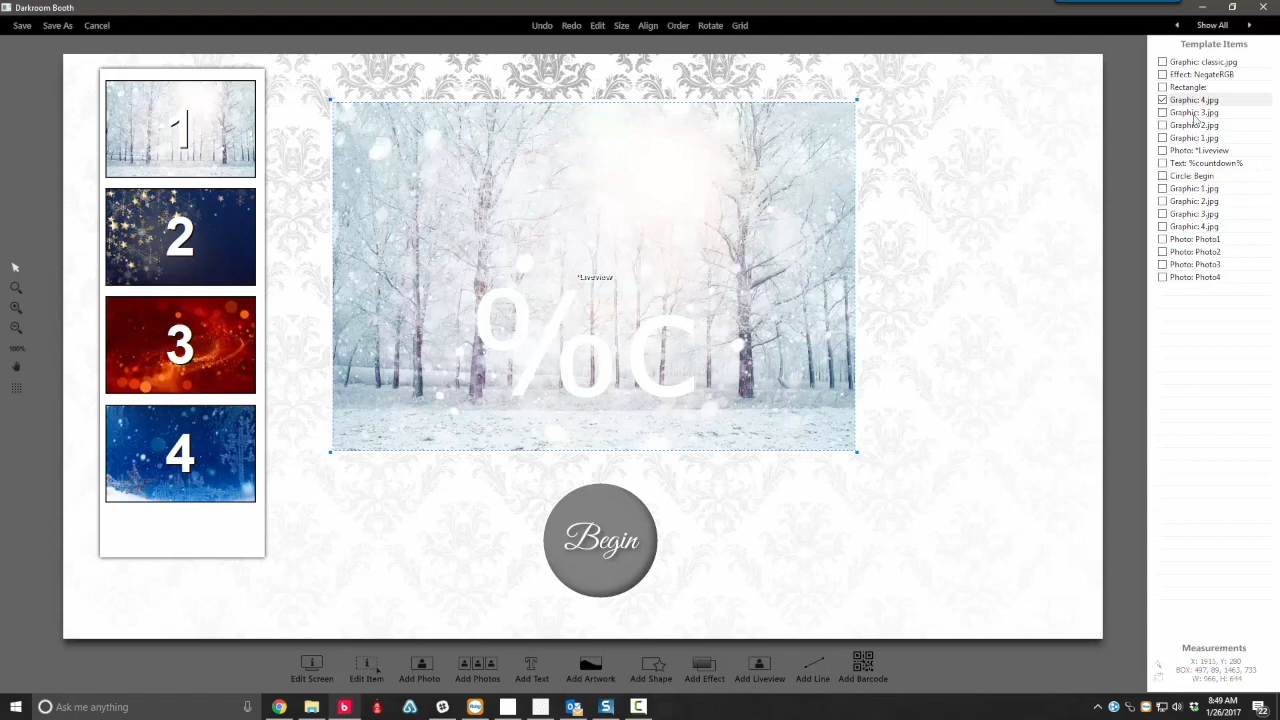 Darkroom Booth
Save Save As Cancel
Undo Redo Edit Size Align Order Rotate Grid
Show All
Template Items
Graphic: classic.jpg
Effect: NegateRGB
Rectangle:
Graphic: 4.jpg
Graphic: 3.jpg
Graphic: 2.jpg
Graphic: 1.jpg
Photo: *Liveview
Text: %countdown%
Circle: Begin
Graphic: 1.jpg
Graphic: 2.jpg
Graphic: 3.jpg
Graphic: 4.jpg
Photo: Photo1
Photo: Photo2
Photo: Photo3
Photo: Photo4
1
2
3
4
*Liveview
%c
Begin
100%
Edit Screen Edit Item Add Photo Add Photos Add Text Add Artwork Add Shape Add Effect Add Liveview Add Line Add Barcode
Measurements
X: 1915, Y: 280
BOX: 497, 89, 1463, 733
W: 966, H: 644
Ask me anything
8:49 AM
1/26/2017
22